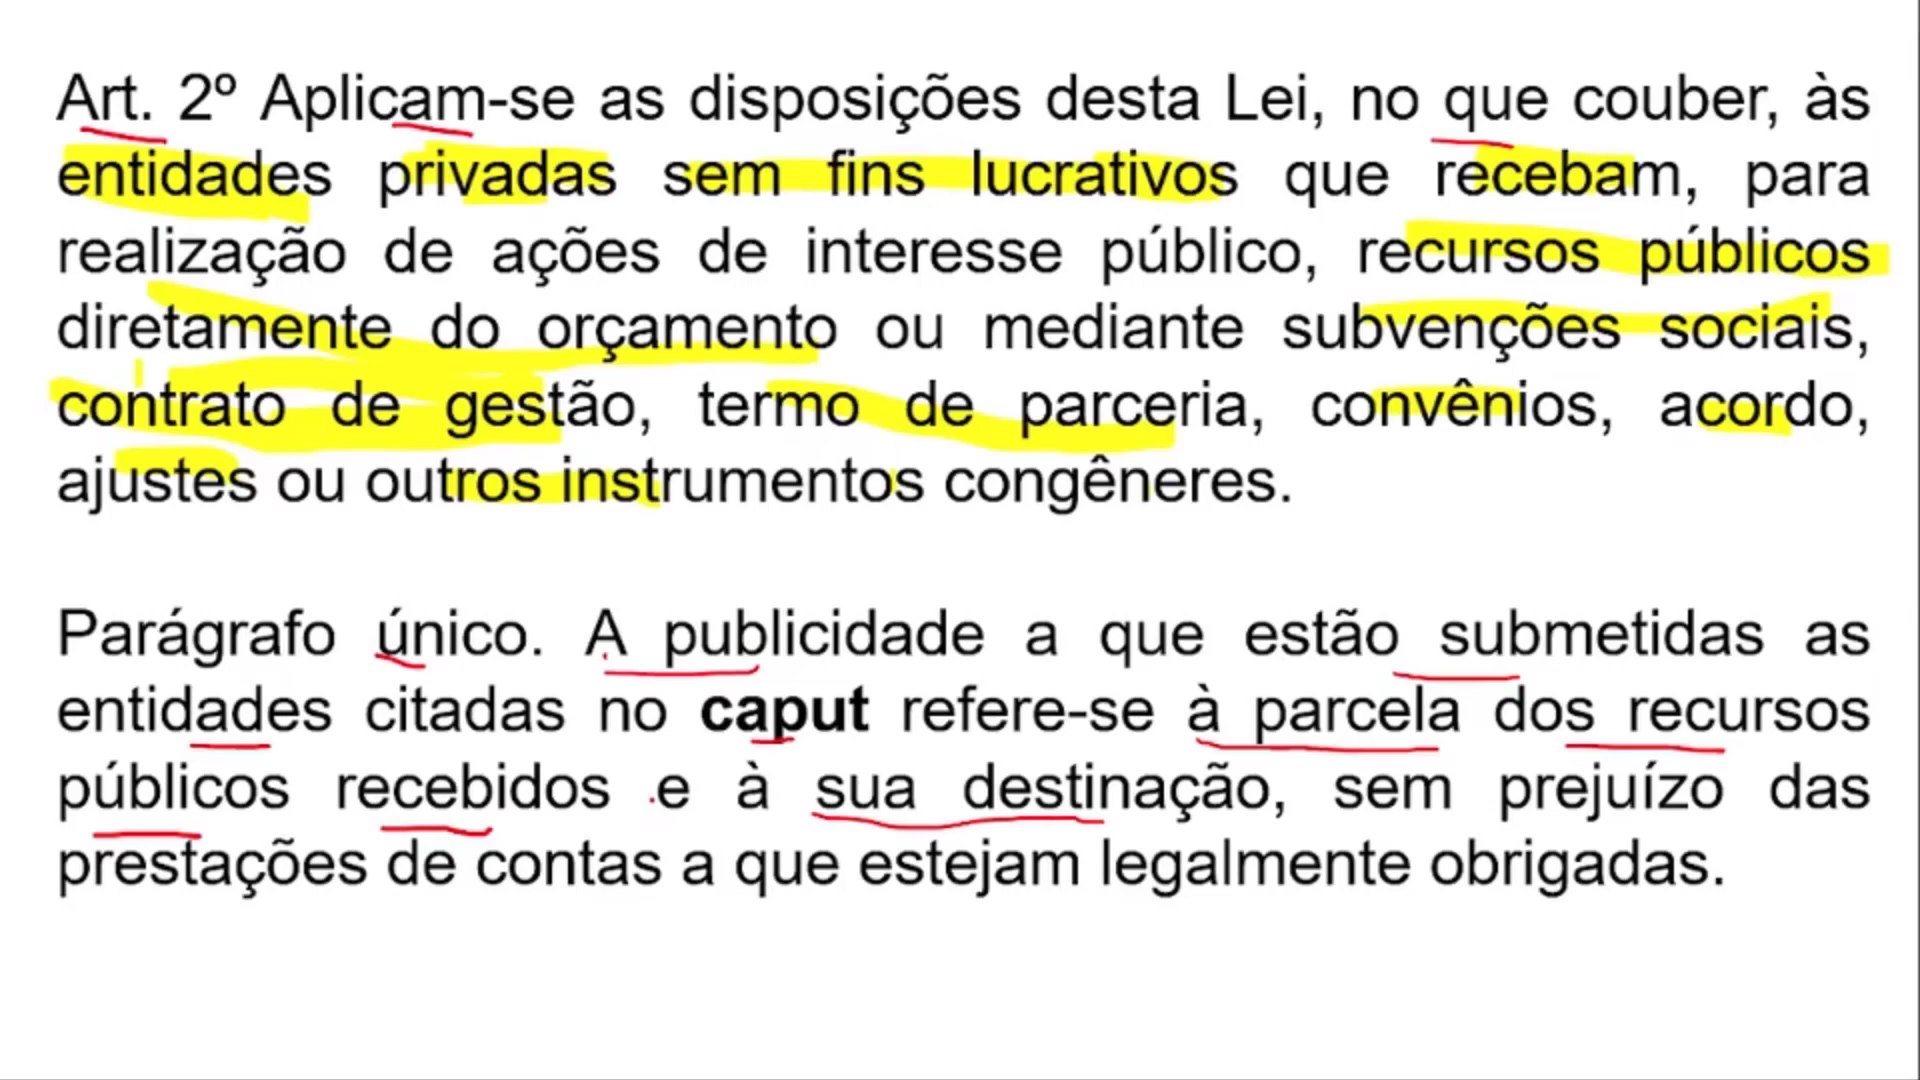 Art. 2º Aplicam-se as disposições desta Lei, no que couber, às
entidades privadas sem fins lucrativos que recebam, para
realização de ações de interesse público, recursos públicos
diretamente do orçamento ou mediante subvenções sociais,
contrato de gestão, termo de parceria, convênios, acordo,
ajustes ou outros instrumentos congêneres.
Parágrafo único. A publicidade a que estão submetidas as
entidades citadas no caput refere-se à parcela dos recursos
públicos recebidos e à sua destinação, sem prejuízo das
prestações de contas a que estejam legalmente obrigadas.